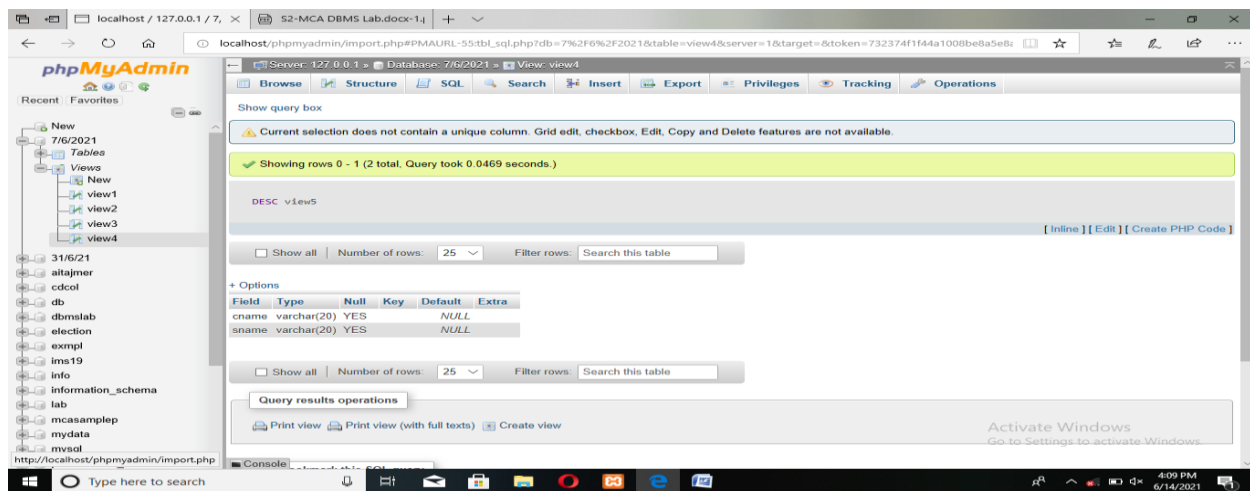 localhost / 127.0.0.1 / 7,
S2-MCA DBMS Lab.docx-1.
localhost/phpmyadmin/import.php#PMAURL-55:tbl_sql.php?db=7%2F6%2F2021&table=view4&server=1&target=&token=732374f1f44a1008be8a5e8
phpMyAdmin
Recent Favorites
New
7/6/2021
Tables
Views
New
view1
view2
view3
view4
31/6/21
aitajmer
cdcol
db
dbmslab
election
exmpl
ims19
info
information_schema
lab
mcasamplep
mydata
mysql
http://localhost/phpmyadmin/import.php
Server: 127.0.0.1 » Database: 7/6/2021 » View: view4
Browse Structure SQL Search Insert Export Privileges Tracking Operations
Show query box
Current selection does not contain a unique column. Grid edit, checkbox, Edit, Copy and Delete features are not available.
Showing rows 0 - 1 (2 total, Query took 0.0469 seconds.)
DESC view5
[ Inline ] [ Edit ] [ Create PHP Code ]
Show all | Number of rows: 25 Filter rows: Search this table
+ Options
Field Type Null Key Default Extra
cname varchar(20) YES NULL
sname varchar(20) YES NULL
Show all | Number of rows: 25 Filter rows: Search this table
Query results operations
Print view Print view (with full texts) Create view
Activate Windows
Go to Settings to activate Windows.
Console
Type here to search
4:09 PM
6/14/2021